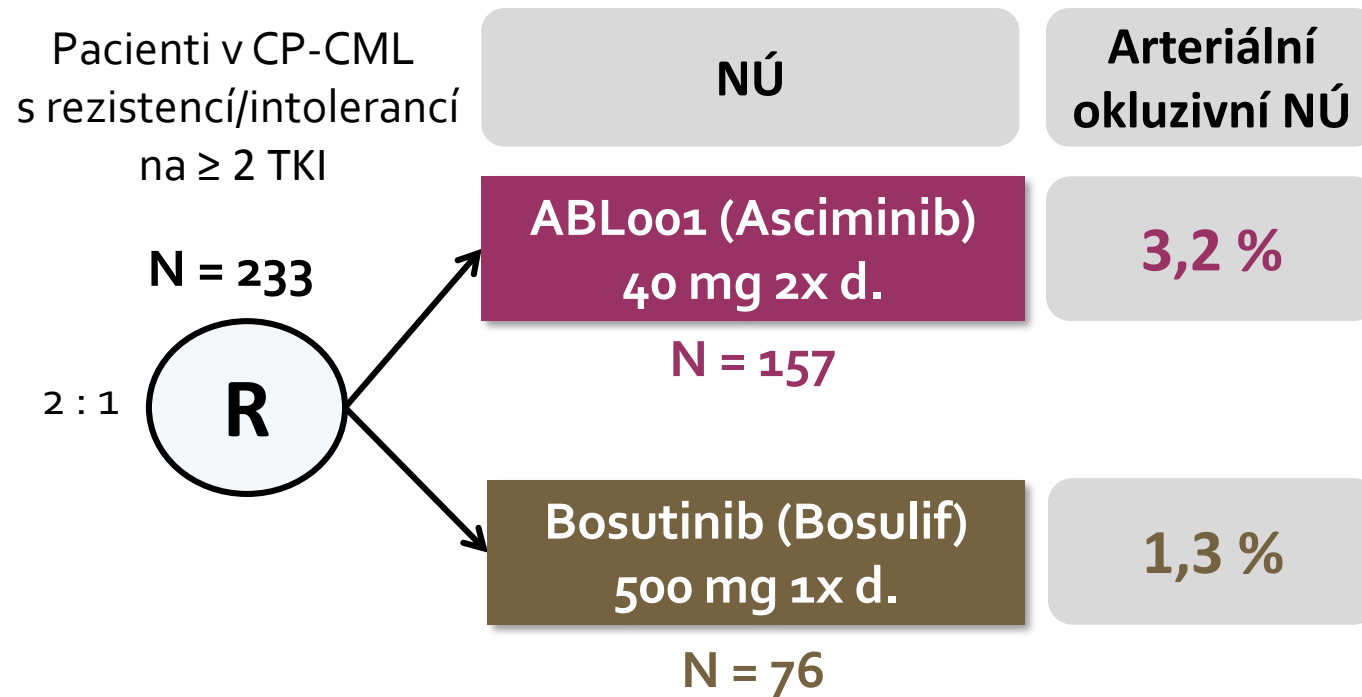 Pacienti v CP-CML
s rezistencí/intolerancí
na ≥ 2 TKI
N = 233
2 : 1
R
NÚ
Arteriální
okluzivní NÚ
ABL001 (Asciminib)
40 mg 2x d.
3,2 %
N = 157
Bosutinib (Bosulif)
500 mg 1x d.
1,3 %
N = 76